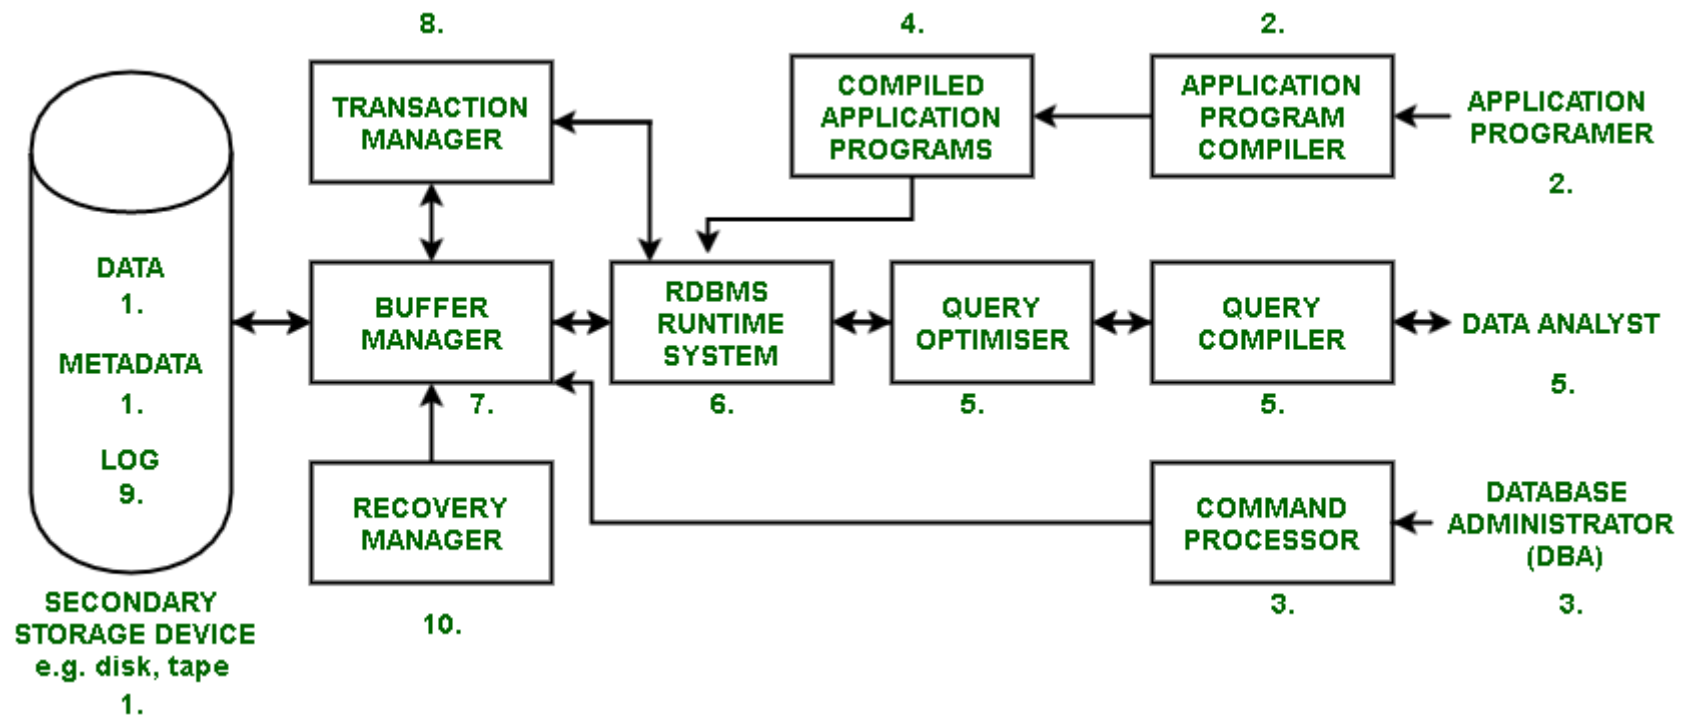 8.
4.
2.
TRANSACTION
MANAGER
COMPILED
APPLICATION
PROGRAMS
APPLICATION
PROGRAM
COMPILER
APPLICATION
PROGRAMER
2.
DATA
1.
METADATA
1.
LOG
9.
BUFFER
MANAGER
7.
RDBMS
RUNTIME
SYSTEM
6.
QUERY
OPTIMISER
5.
QUERY
COMPILER
5.
DATA ANALYST
5.
RECOVERY
MANAGER
10.
COMMAND
PROCESSOR
3.
DATABASE
ADMINISTRATOR
(DBA)
3.
SECONDARY
STORAGE DEVICE
e.g. disk, tape
1.